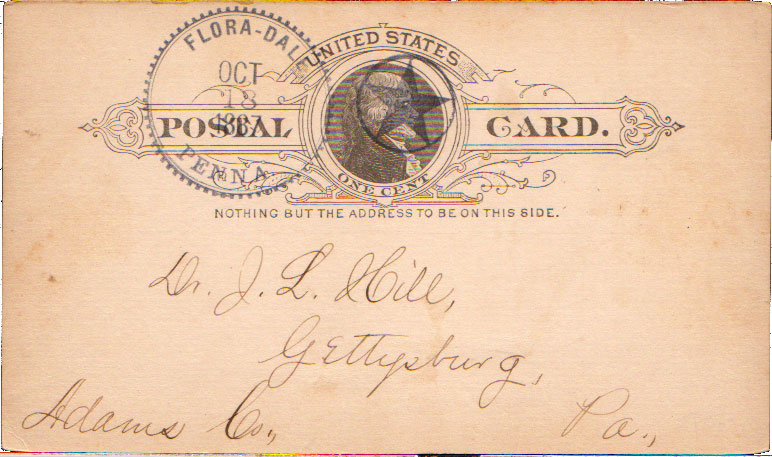 FLORA-DAL
OCT
18
1887
PENNA
UNITED STATES
POSTAL CARD.
ONE CENT
NOTHING BUT THE ADDRESS TO BE ON THIS SIDE.
Dr. J. L. Hill,
Gettysburg,
Adams Co., Pa.,